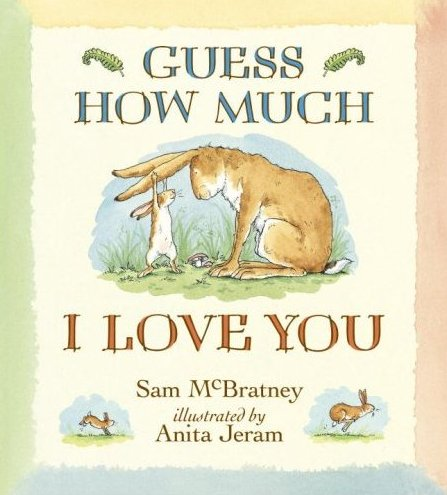 GUESS
HOW MUCH
I LOVE YOU
Sam McBratney
illustrated by
Anita Jeram